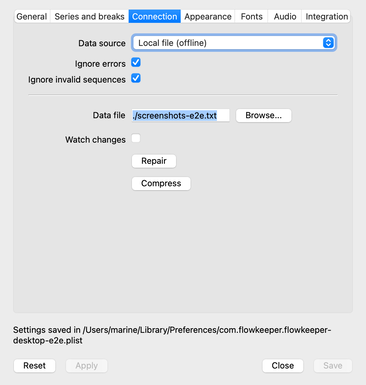 General Series and breaks Connection Appearance Fonts Audio Integration
Data source Local file (offline)
Ignore errors
Ignore invalid sequences
Data file ./screenshots-e2e.txt Browse...
Watch changes
Repair
Compress
Settings saved in /Users/marine/Library/Preferences/com.flowkeeper.flowkeeper-
desktop-e2e.plist
Reset Apply Close Save